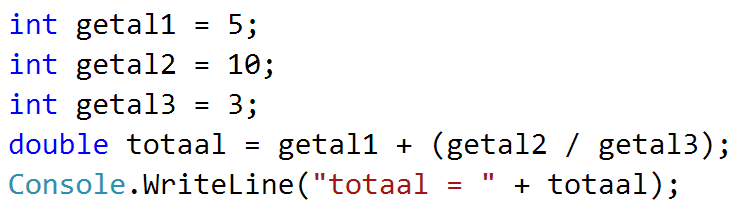 int getal1 = 5;
int getal2 = 10;
int getal3 = 3;
double totaal = getal1 + (getal2 / getal3);
Console.WriteLine("totaal = " + totaal);